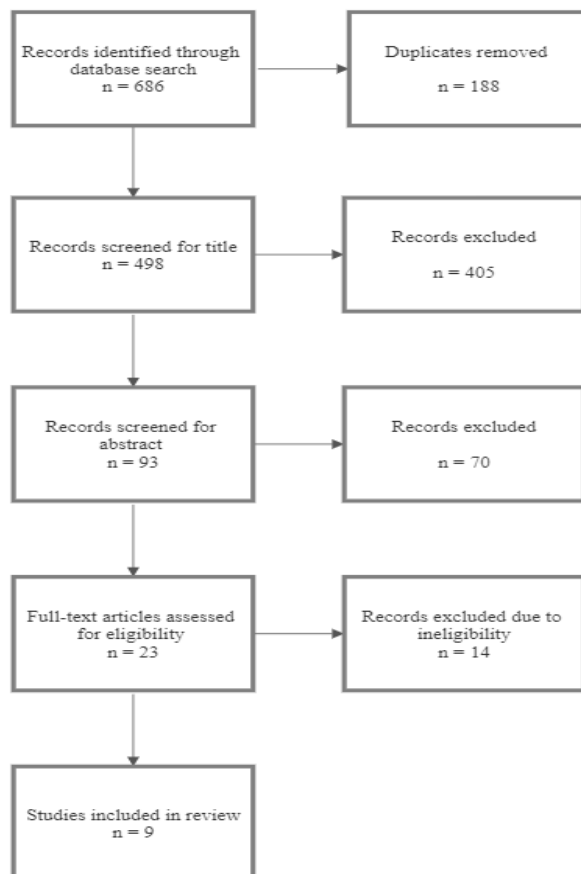 Records identified through
database search
n = 686
Duplicates removed
n = 188
Records screened for title
n = 498
Records excluded
n = 405
Records screened for
abstract
n = 93
Records excluded
n = 70
Full-text articles assessed
for eligibility
n = 23
Records excluded due to
ineligibility
n = 14
Studies included in review
n = 9